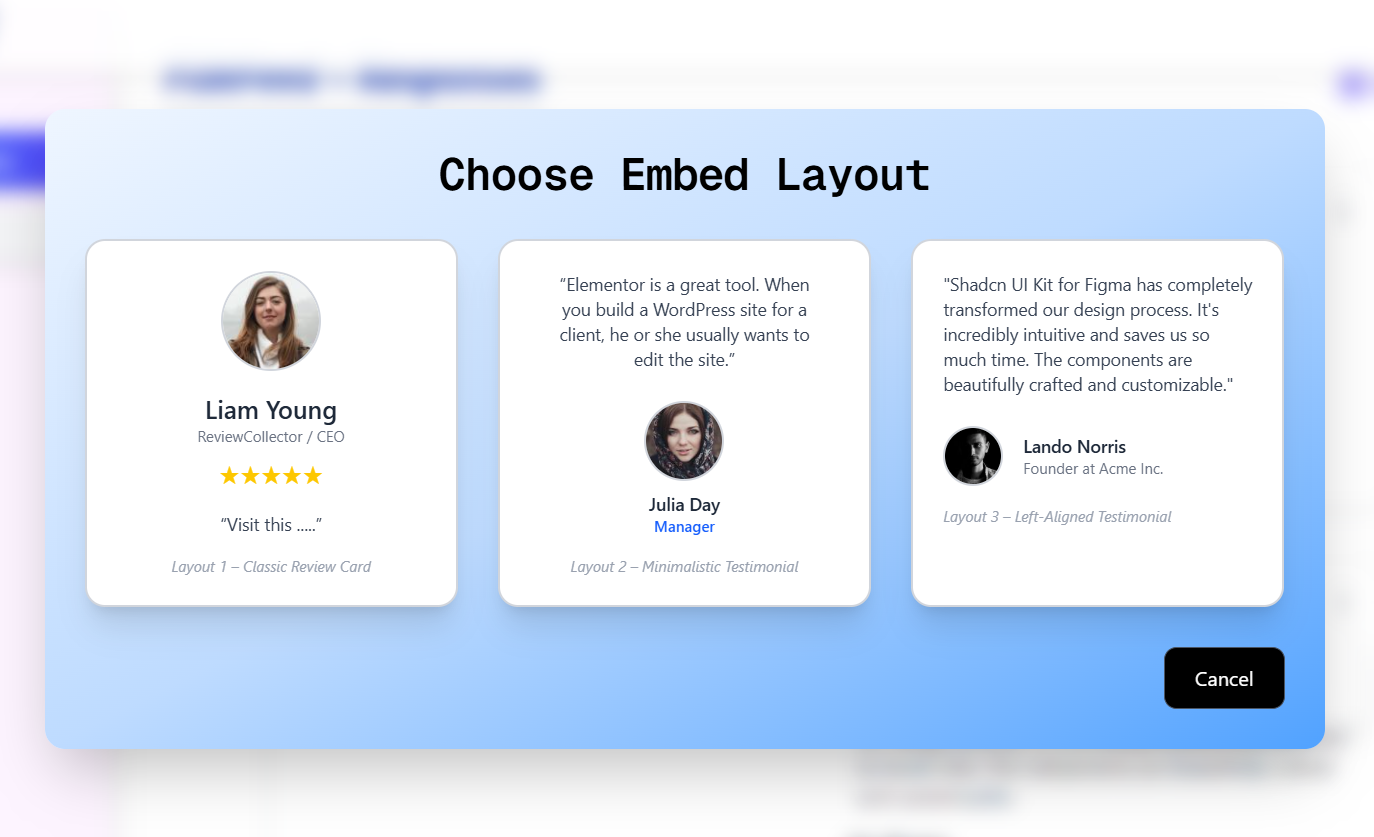 Choose Embed Layout
Liam Young
ReviewCollector / CEO
“Visit this .....”
Layout 1 – Classic Review Card
“Elementor is a great tool. When
you build a WordPress site for a
client, he or she usually wants to
edit the site.”
Julia Day
Manager
Layout 2 – Minimalistic Testimonial
"Shadcn UI Kit for Figma has completely
transformed our design process. It's
incredibly intuitive and saves us so
much time. The components are
beautifully crafted and customizable."
Lando Norris
Founder at Acme Inc.
Layout 3 – Left-Aligned Testimonial
Cancel